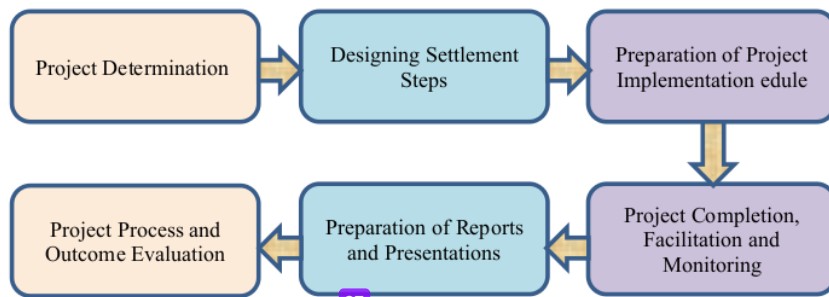 Project Determination
Designing Settlement
Steps
Preparation of Project
Implementation edule
Project Completion,
Facilitation and
Monitoring
Preparation of Reports
and Presentations
Project Process and
Outcome Evaluation